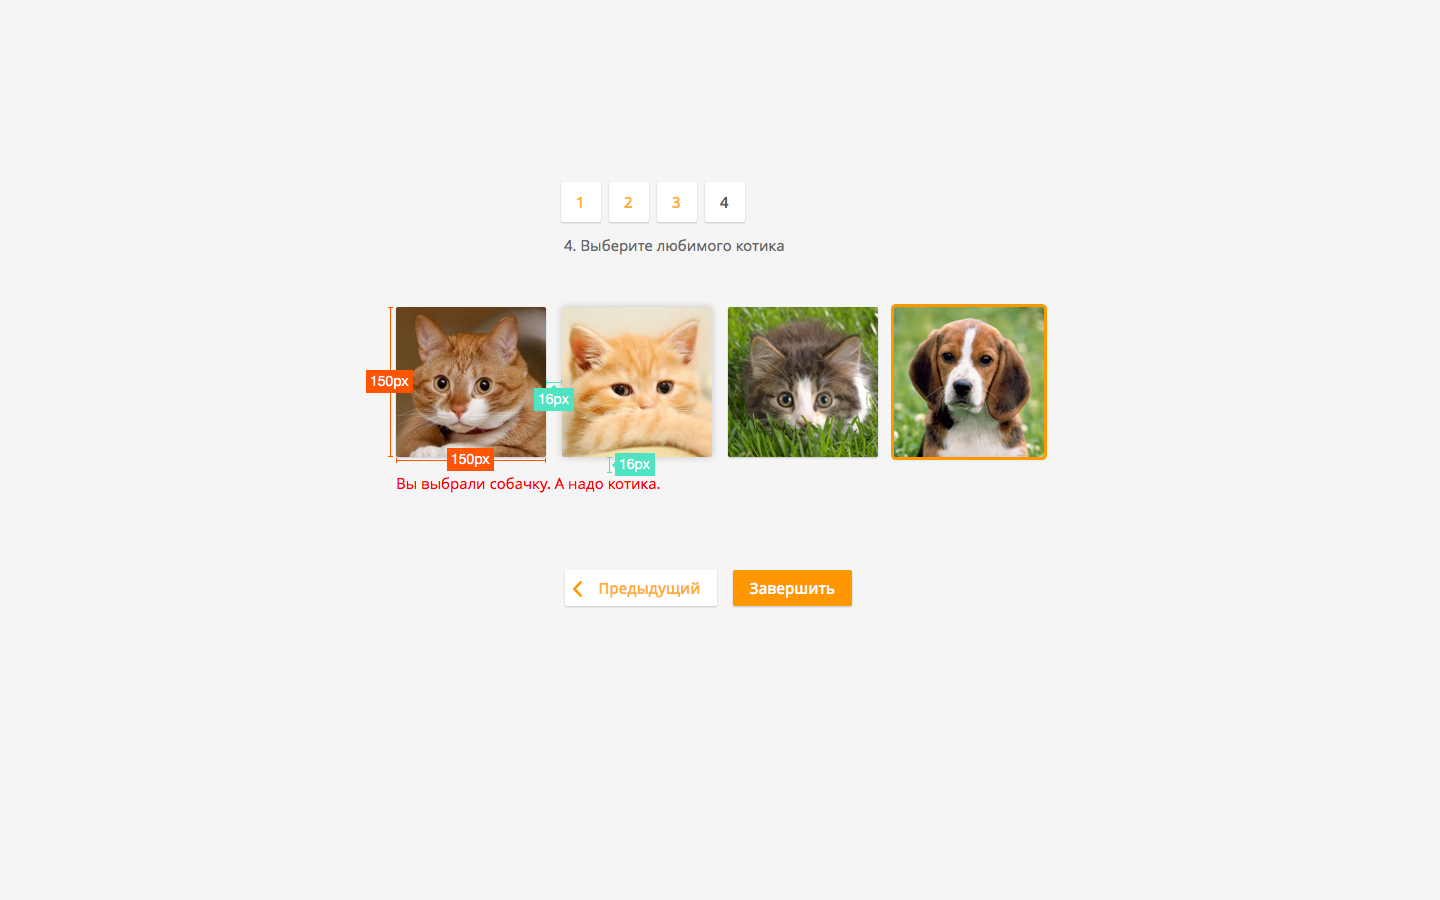 1 2 3 4
4. Выберите любимого котика
150px
16px
150px
16px
Вы выбрали собачку. А надо котика.
Предыдущий
Завершить